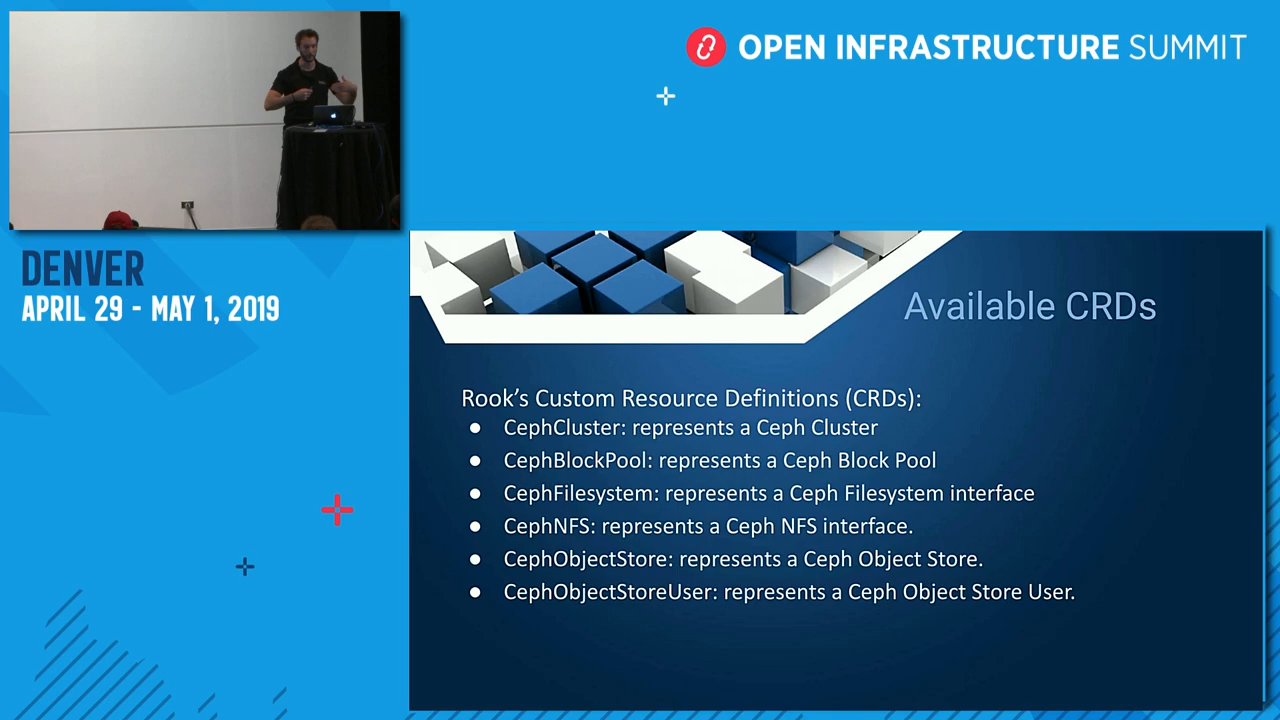 OPEN INFRASTRUCTURE SUMMIT
DENVER
APRIL 29 - MAY 1, 2019
Available CRDs
Rook's Custom Resource Definitions (CRDs):
● CephCluster: represents a Ceph Cluster
● CephBlockPool: represents a Ceph Block Pool
● CephFilesystem: represents a Ceph Filesystem interface
● CephNFS: represents a Ceph NFS interface.
● CephObjectStore: represents a Ceph Object Store.
● CephObjectStoreUser: represents a Ceph Object Store User.